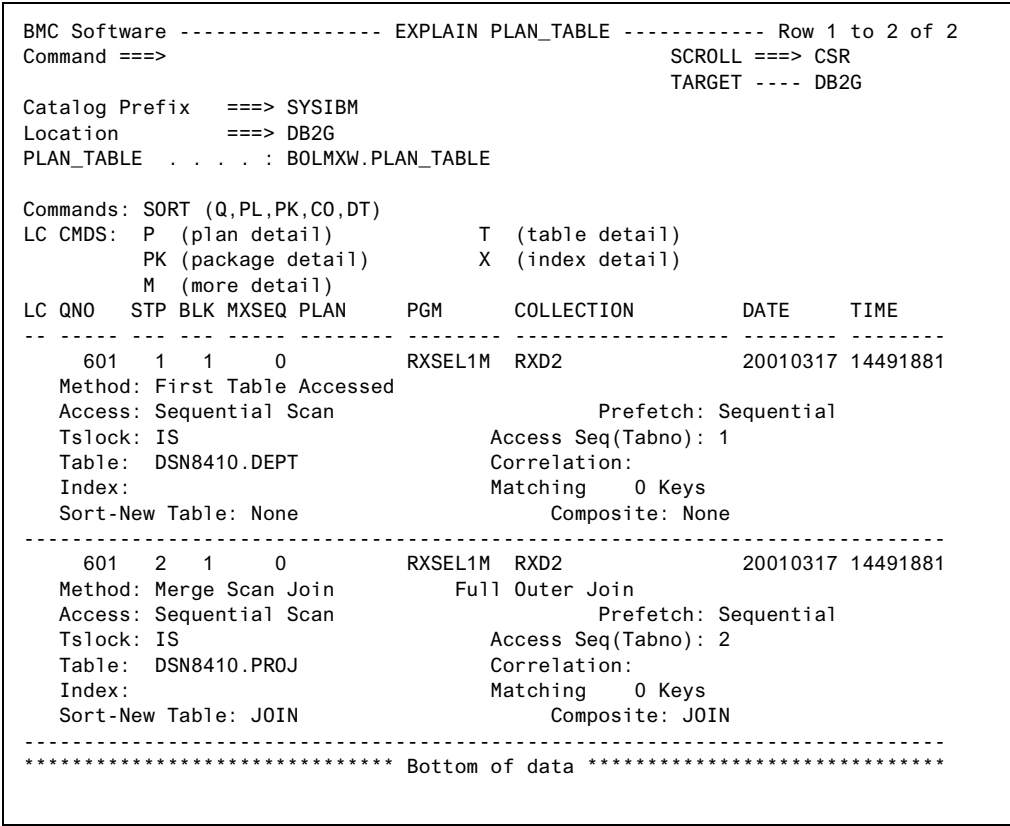 BMC Software ----------------- EXPLAIN PLAN_TABLE ------------ Row 1 to 2 of 2
Command ===>                                          SCROLL ===> CSR
                                                      TARGET ---- DB2G
Catalog Prefix   ===> SYSIBM
Location         ===> DB2G
PLAN_TABLE  . . . . : BOLMXW.PLAN_TABLE
Commands: SORT (Q,PL,PK,CO,DT)
LC CMDS:  P  (plan detail)            T  (table detail)
          PK (package detail)         X  (index detail)
          M  (more detail)
LC QNO   STP BLK MXSEQ PLAN     PGM      COLLECTION         DATE     TIME
-- ----- --- --- ----- -------- -------- ------------------ -------- --------
     601  1   1    0            RXSEL1M  RXD2               20010317 14491881
   Method: First Table Accessed
   Access: Sequential Scan                      Prefetch: Sequential
   Tslock: IS                          Access Seq(Tabno): 1
   Table:  DSN8410.DEPT                Correlation:
   Index:                              Matching    0 Keys
   Sort-New Table: None                     Composite: None
-----------------------------------------------------------------------------
     601  2   1    0            RXSEL1M  RXD2               20010317 14491881
   Method: Merge Scan Join          Full Outer Join
   Access: Sequential Scan                      Prefetch: Sequential
   Tslock: IS                          Access Seq(Tabno): 2
   Table:  DSN8410.PROJ                Correlation:
   Index:                              Matching    0 Keys
   Sort-New Table: JOIN                     Composite: JOIN
-----------------------------------------------------------------------------
******************************* Bottom of data ******************************